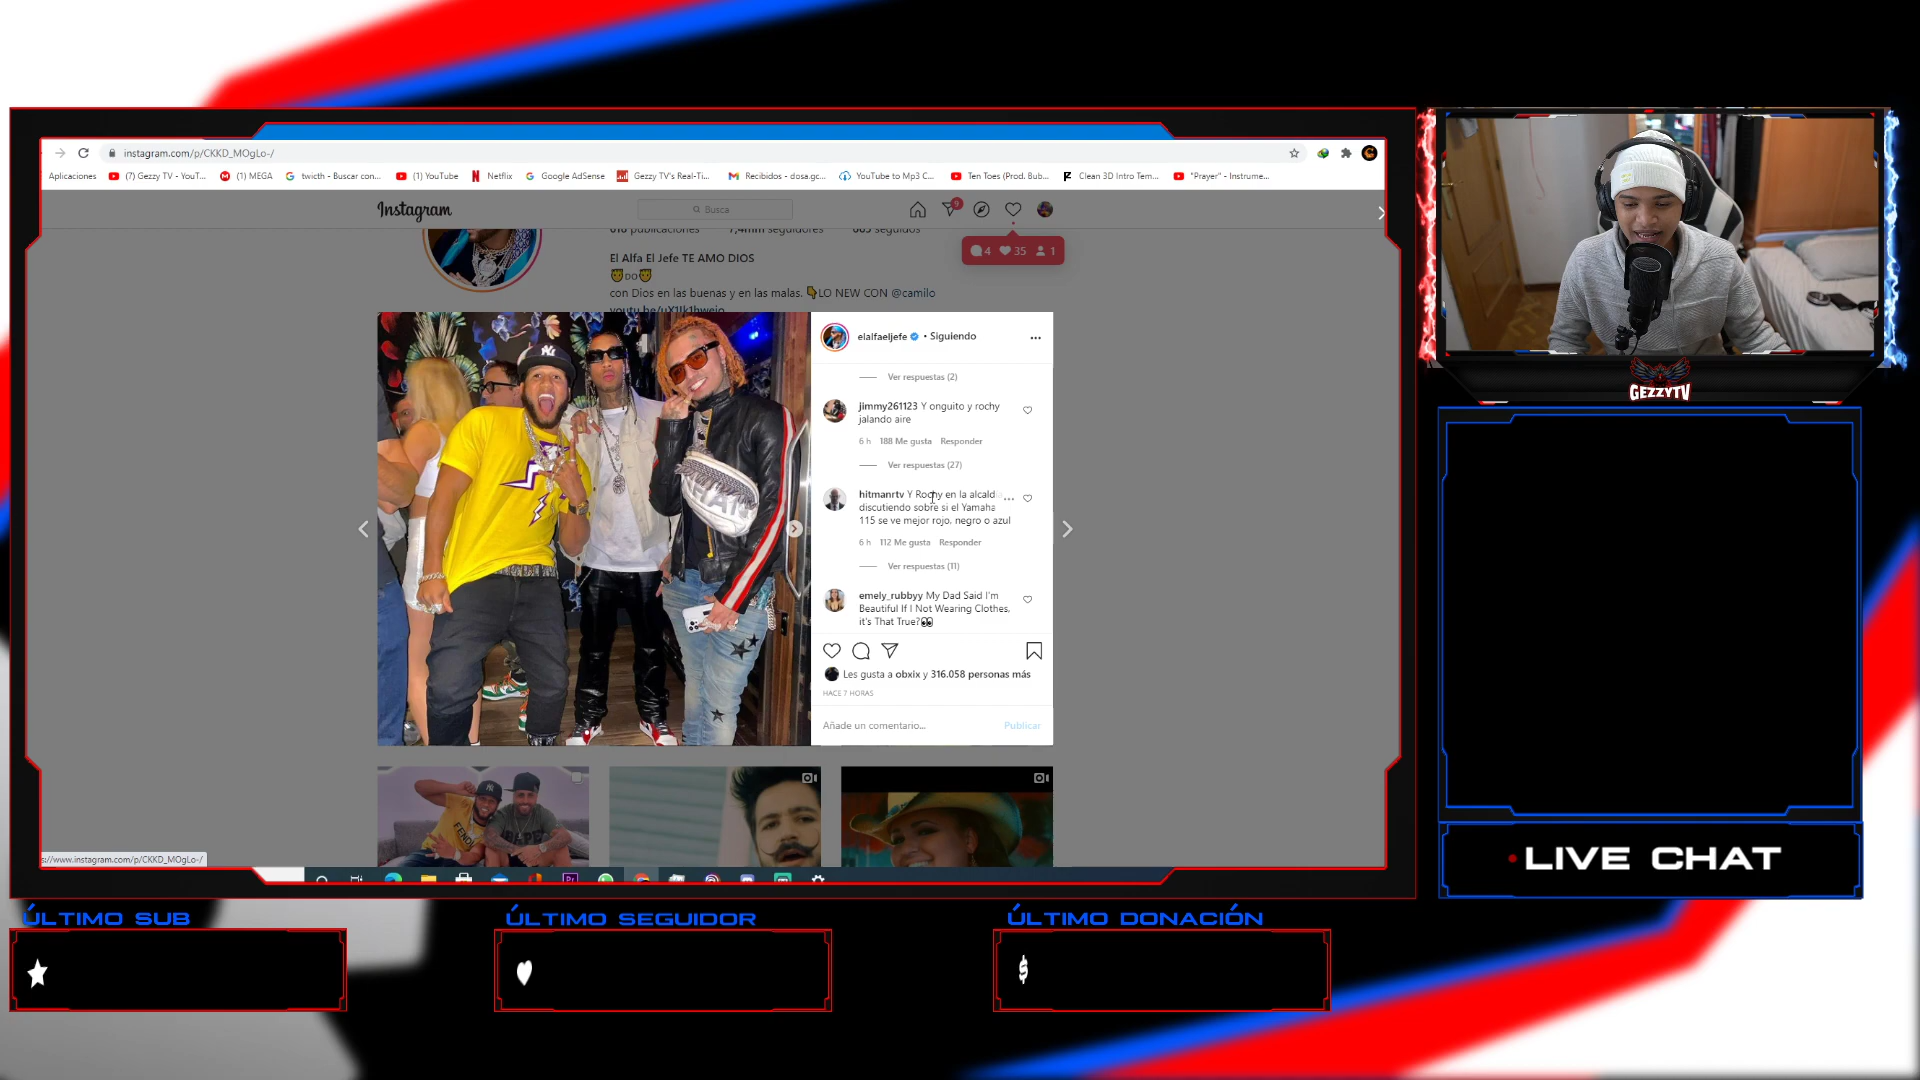 instagram.com/p/CKKD_MOgLo-/
Aplicaciones
(7) Gezzy TV - YouT...
(1) MEGA
twicth - Buscar con...
(1) YouTube
Netflix
Google AdSense
Gezzy TV's Real-Ti...
Recibidos - dosa.gc...
YouTube to Mp3 C...
Ten Toes (Prod. Bub...
Clean 3D Intro Tem...
"Prayer" - Instrume...
Instagram
Busca
9
publicaciones
seguidores
seguidos
4 35 1
El Alfa El Jefe TE AMO DIOS
DO
con Dios en las buenas y en las malas. LO NEW CON @camilo
elalfaeljefe • Siguiendo
Ver respuestas (2)
jimmy261123 Y onguito y rochy
jalando aire
6 h 188 Me gusta Responder
Ver respuestas (27)
hitmanrtv Y Rochy en la alcaldi
discutiendo sobre si el Yamaha
115 se ve mejor rojo, negro o azul
6 h 112 Me gusta Responder
Ver respuestas (11)
emely_rubbyy My Dad Said I'm
Beautiful If I Not Wearing Clothes,
it's That True?
Les gusta a obxix y 316.058 personas más
HACE 7 HORAS
Añade un comentario... Publicar
s://www.instagram.com/p/CKKD_MOgLo-/
GEZZYTV
LIVE CHAT
ÚLTIMO SUB
ÚLTIMO SEGUIDOR
ÚLTIMO DONACIÓN
$